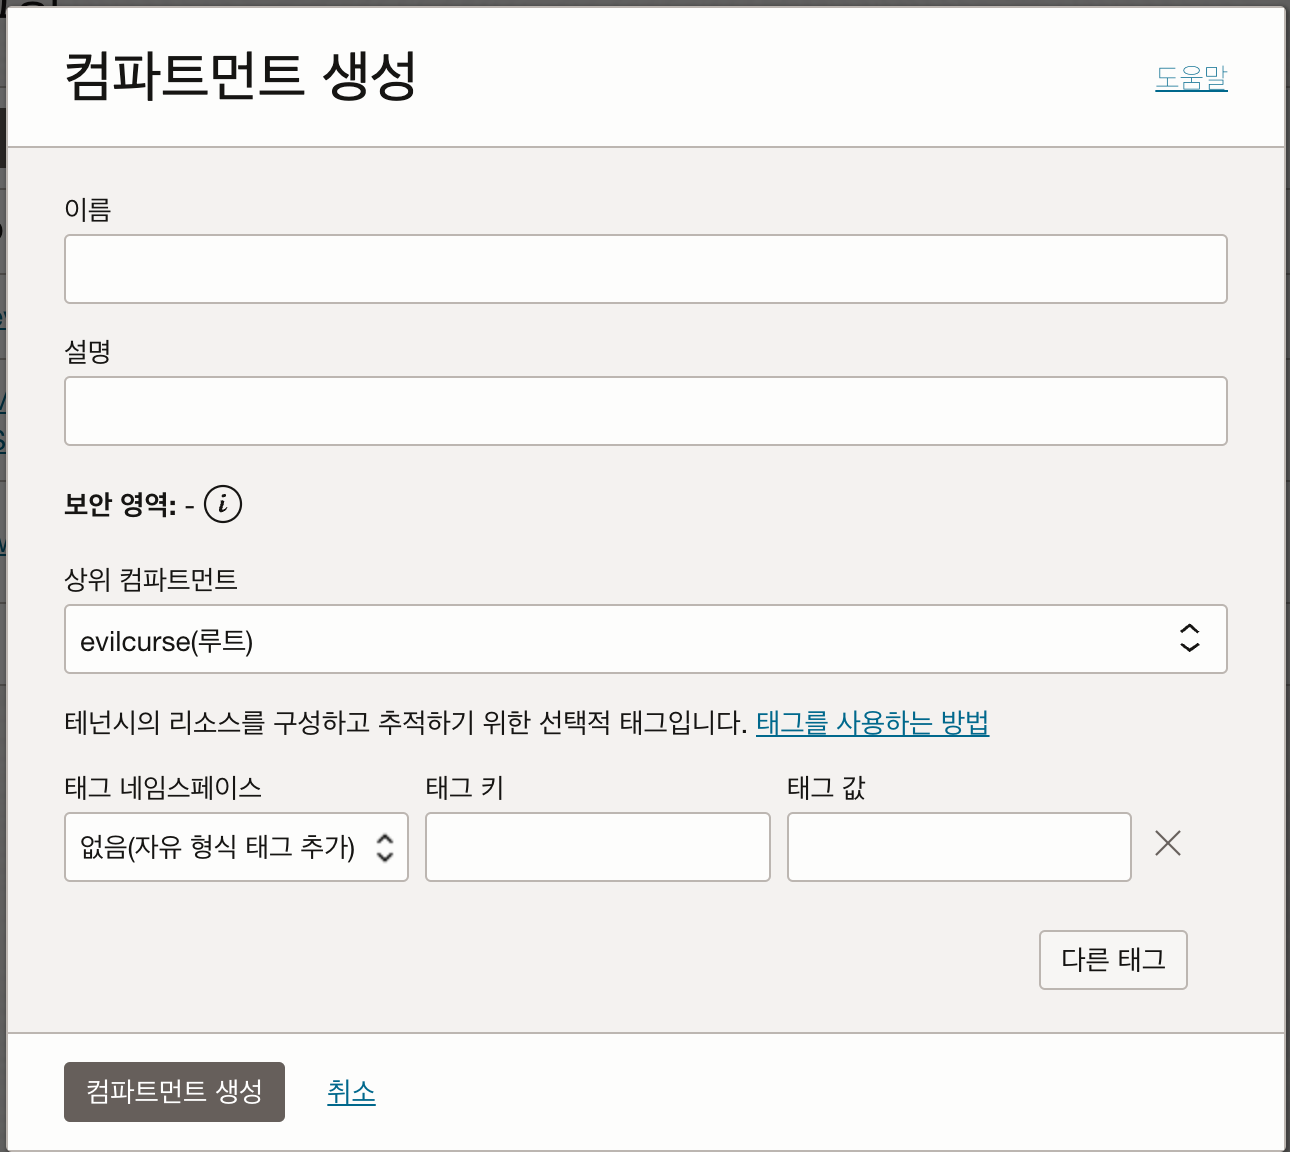 컴파트먼트 생성
도움말
이름
설명
보안 영역: - i
상위 컴파트먼트
evilcurse(루트)
테넌시의 리소스를 구성하고 추적하기 위한 선택적 태그입니다. 태그를 사용하는 방법
태그 네임스페이스 태그 키 태그 값
없음(자유 형식 태그 추가)
다른 태그
컴파트먼트 생성 취소